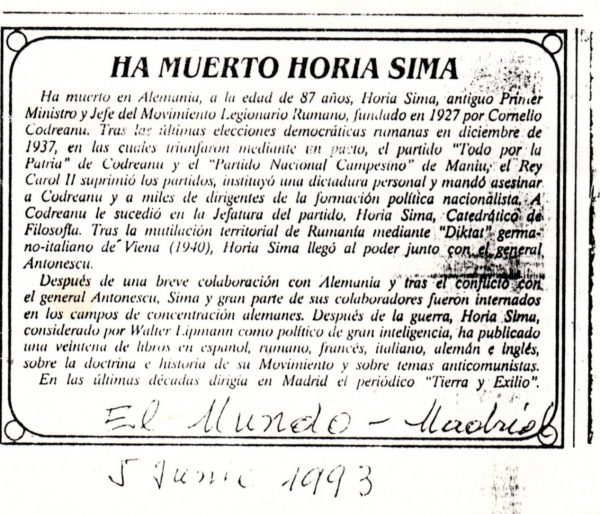 HA MUERTO HORIA SIMA
Ha muerto en Alemania, a la edad de 87 años, Horia Sima, antiguo Primer
Ministro y Jefe del Movimiento Legionario Rumano, fundado en 1927 por Cornelio
Codreanu. Tras las últimas elecciones democráticas rumanas en diciembre de
1937, en las cuales triunfaron mediante un pacto, el partido "Todo por la
Patria" de Codreanu y el "Partido Nacional Campesino" de Maniu, el Rey
Carol II suprimió los partidos, instituyó una dictadura personal y mandó asesinar
a Codreanu y a miles de dirigentes de la formación política nacionalista. A
Codreanu le sucedió en la Jefatura del partido, Horia Sima, Catedrático de
Filosofía. Tras la mutilación territorial de Rumanía mediante "Diktat" germa-
no-italiano de Viena (1940), Horia Sima llegó al poder junto con el general
Antonescu.
Después de una breve colaboración con Alemania y tras el conflicto con
el general Antonescu, Sima y gran parte de sus colaboradores fueron internados
en los campos de concentración alemanes. Después de la guerra, Horia Sima,
considerado por Walter Lipmann como político de gran inteligencia, ha publicado
una veintena de libros en español, rumano, francés, italiano, alemán e inglés,
sobre la doctrina e historia de su Movimiento y sobre temas anticomunistas.
En las últimas décadas dirigía en Madrid el periódico "Tierra y Exilio".
El Mundo - Madrid
5 Junie 1993